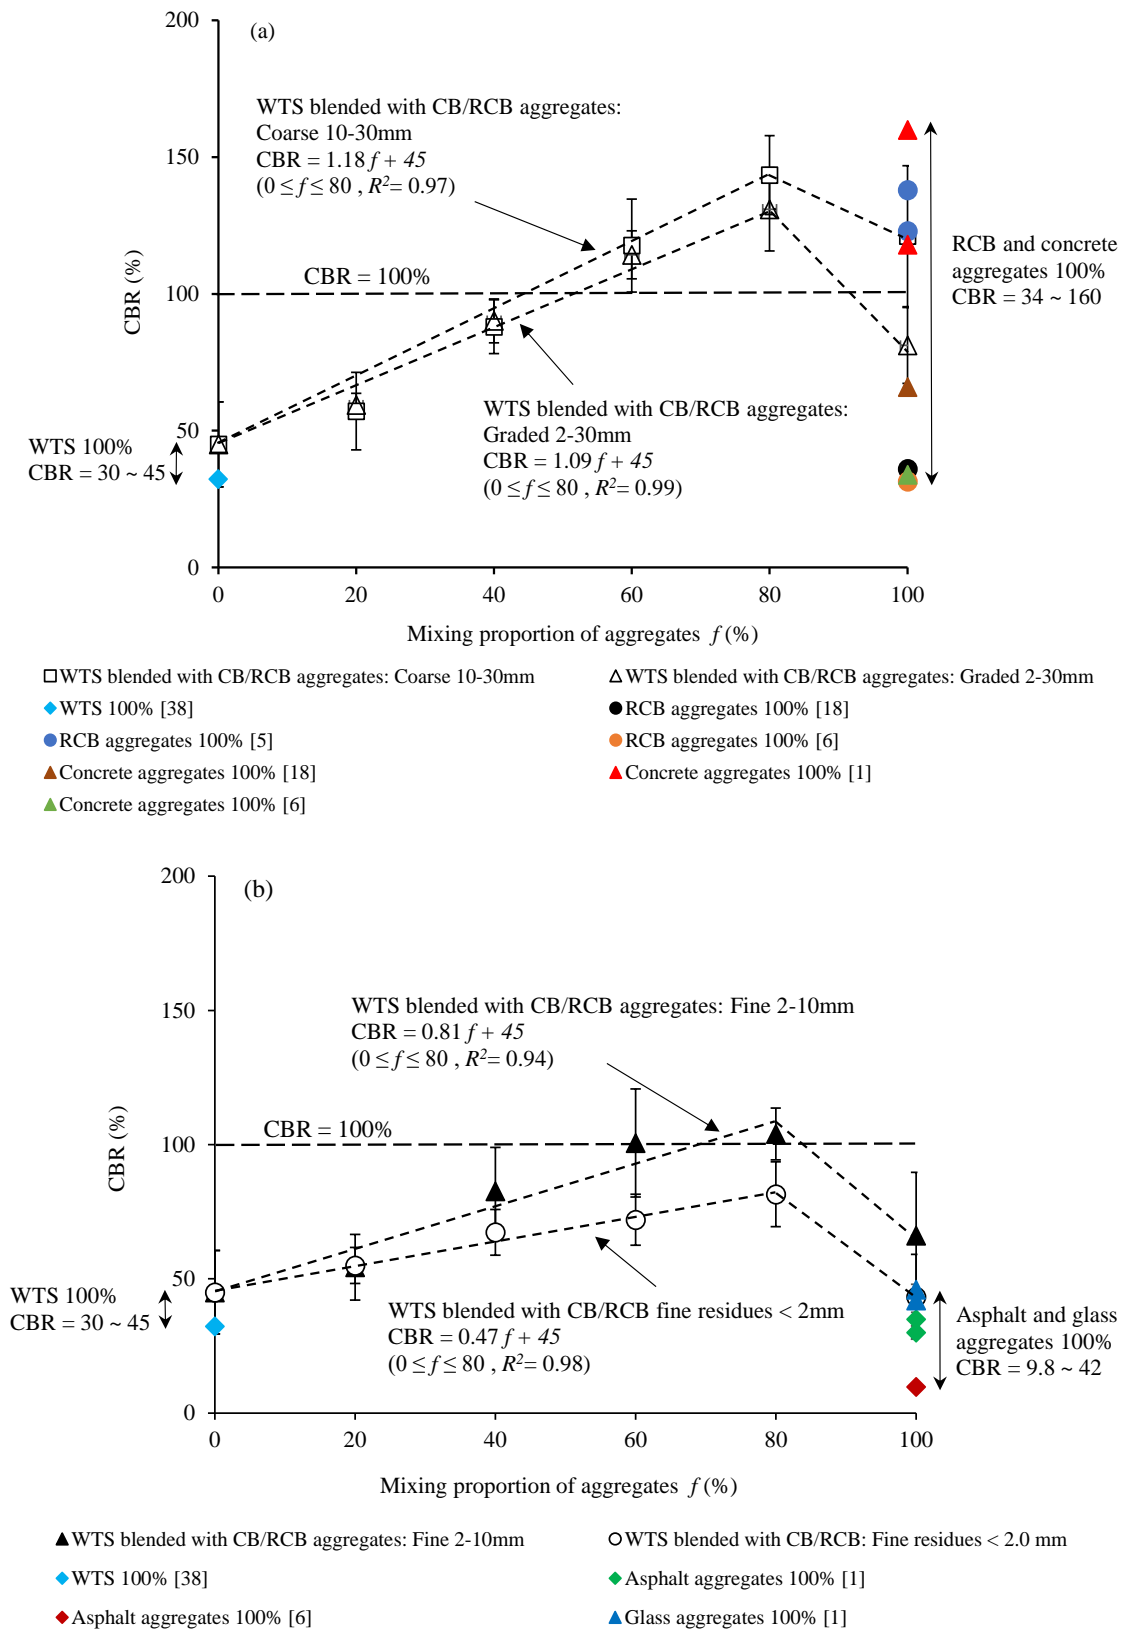 (a)
200
150
100
50
0
CBR (%)
WTS blended with CB/RCB aggregates:
Coarse 10-30mm
CBR = 1.18 f + 45
(0 ≤ f ≤ 80 , R²= 0.97)
CBR = 100%
WTS blended with CB/RCB aggregates:
Graded 2-30mm
CBR = 1.09 f + 45
(0 ≤ f ≤ 80 , R²= 0.99)
WTS 100%
CBR = 30 ~ 45
RCB and concrete
aggregates 100%
CBR = 34 ~ 160
0 20 40 60 80 100
Mixing proportion of aggregates f (%)
WTS blended with CB/RCB aggregates: Coarse 10-30mm
WTS blended with CB/RCB aggregates: Graded 2-30mm
WTS 100% [38]
RCB aggregates 100% [18]
RCB aggregates 100% [5]
RCB aggregates 100% [6]
Concrete aggregates 100% [18]
Concrete aggregates 100% [1]
Concrete aggregates 100% [6]
(b)
200
150
100
50
0
CBR (%)
WTS blended with CB/RCB aggregates: Fine 2-10mm
CBR = 0.81 f + 45
(0 ≤ f ≤ 80 , R²= 0.94)
CBR = 100%
WTS blended with CB/RCB fine residues < 2mm
CBR = 0.47 f + 45
(0 ≤ f ≤ 80 , R²= 0.98)
WTS 100%
CBR = 30 ~ 45
Asphalt and glass
aggregates 100%
CBR = 9.8 ~ 42
0 20 40 60 80 100
Mixing proportion of aggregates f (%)
WTS blended with CB/RCB aggregates: Fine 2-10mm
WTS blended with CB/RCB: Fine residues < 2.0 mm
WTS 100% [38]
Asphalt aggregates 100% [1]
Asphalt aggregates 100% [6]
Glass aggregates 100% [1]